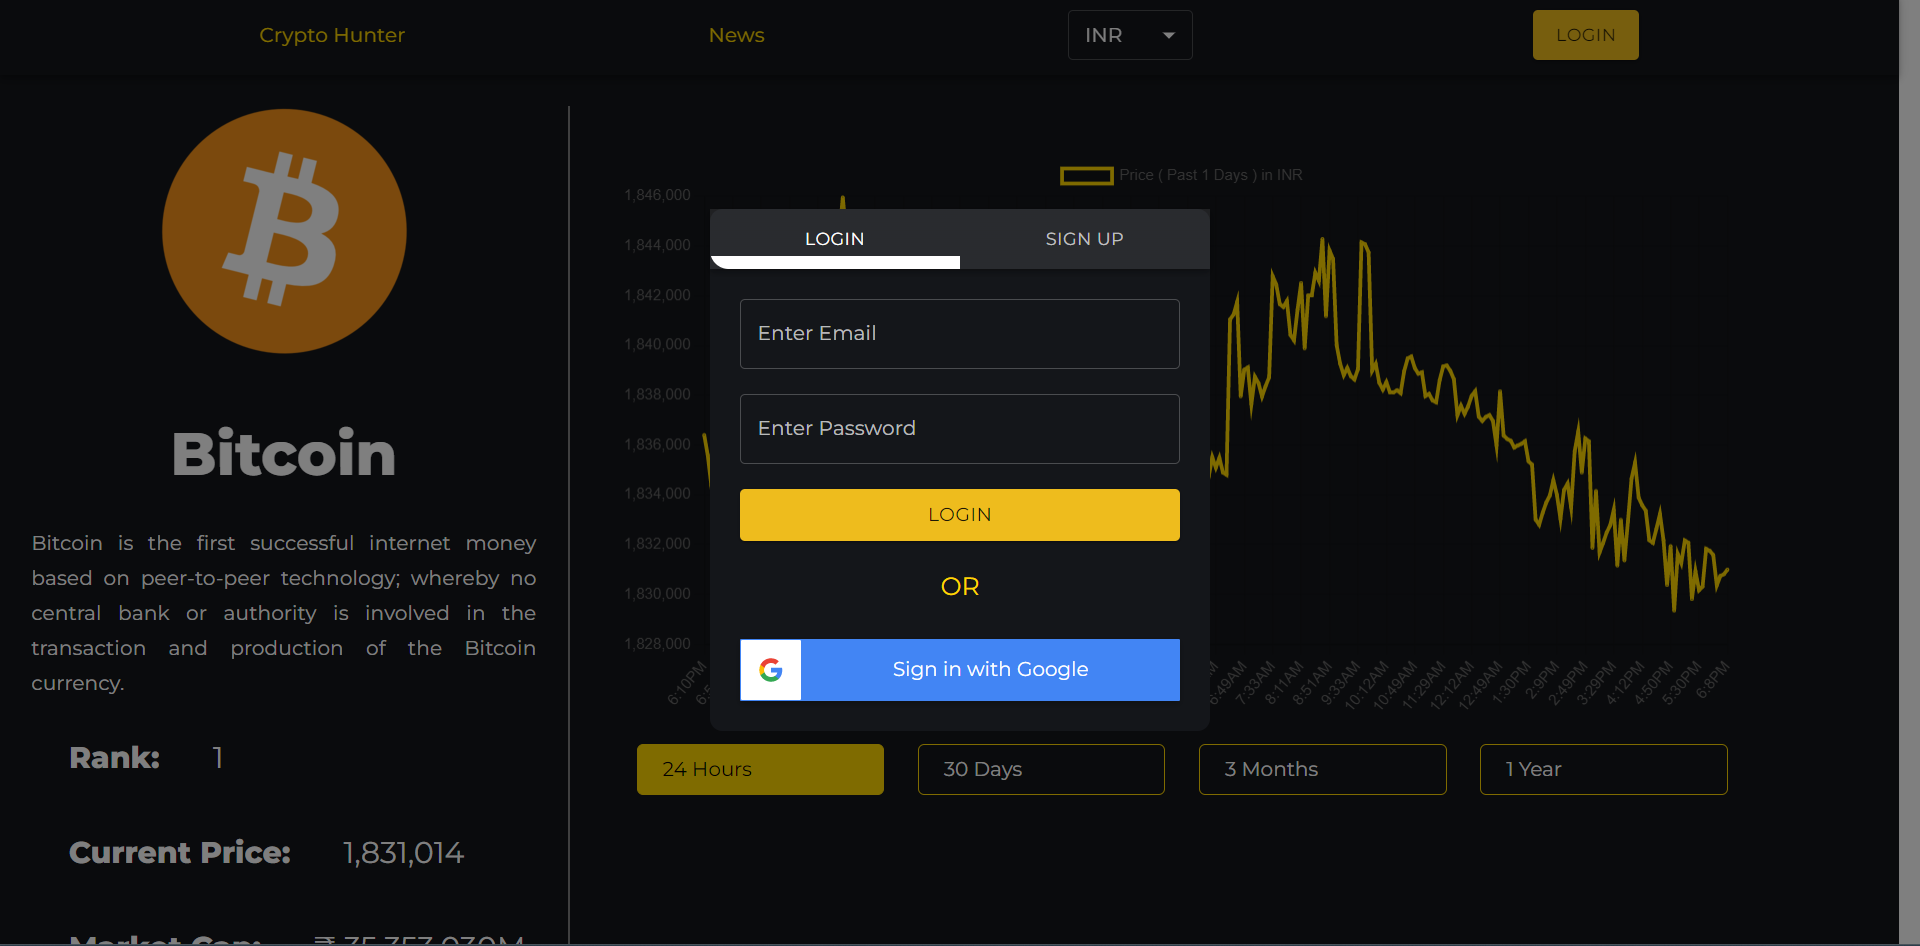 Crypto Hunter
News
INR
LOGIN
Bitcoin
Bitcoin is the first successful internet money
based on peer-to-peer technology; whereby no
central bank or authority is involved in the
transaction and production of the Bitcoin
currency.
Rank: 1
Current Price: 1,831,014
Price ( Past 1 Days ) in INR
1,846,000
1,844,000
1,842,000
1,840,000
1,838,000
1,836,000
1,834,000
1,832,000
1,830,000
1,828,000
6:10PM
6:49AM
7:33AM
8:11AM
8:51AM
9:33AM
10:12AM
10:49AM
11:29AM
12:12AM
12:49AM
1:30PM
2:9PM
2:49PM
3:29PM
4:12PM
4:50PM
5:30PM
6:8PM
LOGIN
SIGN UP
Enter Email
Enter Password
LOGIN
OR
Sign in with Google
24 Hours
30 Days
3 Months
1 Year